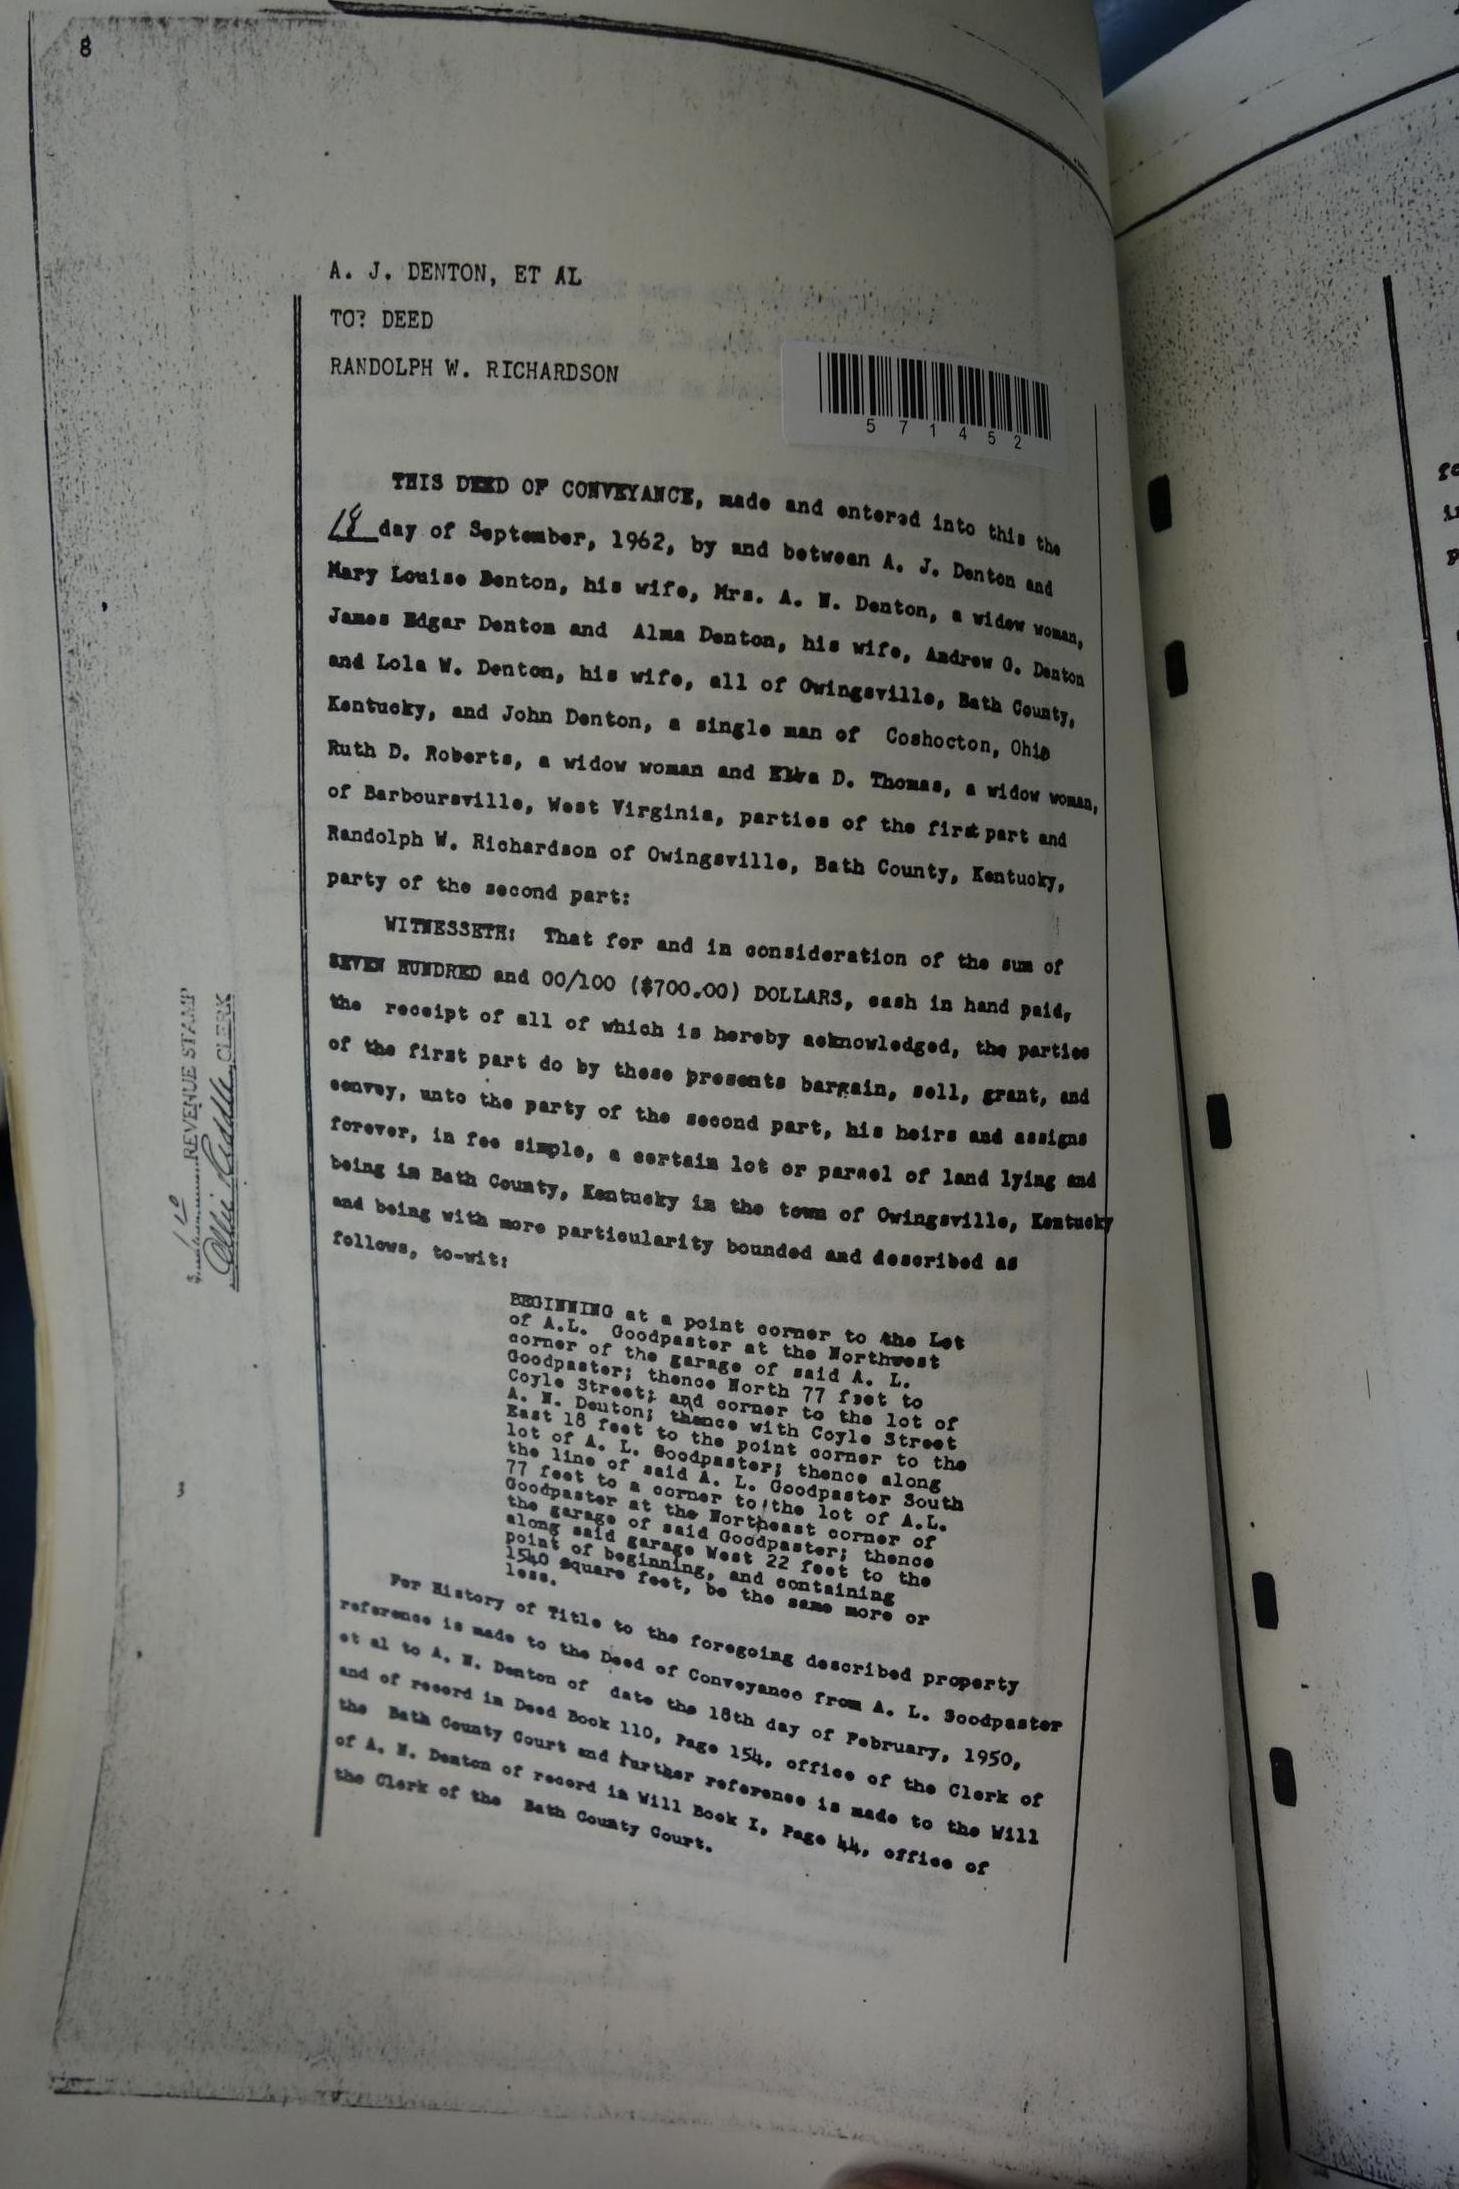 8
A. J. DENTON, ET AL
TO? DEED
RANDOLPH W. RICHARDSON
571452
THIS DEED OF CONVEYANCE, made and entered into this the
18 day of September, 1962, by and between A. J. Denton and
Mary Louise Denton, his wife, Mrs. A. N. Denton, a widow woman,
James Edgar Denton and Alma Denton, his wife, Andrew G. Denton
and Lola W. Denton, his wife, all of Owingsville, Bath County,
Kentucky, and John Denton, a single man of Coshocton, Ohio
Ruth D. Roberts, a widow woman and Elva D. Thomas, a widow woman,
of Barboursville, West Virginia, parties of the first part and
Randolph W. Richardson of Owingsville, Bath County, Kentucky,
party of the second part:
WITNESSETH: That for and in consideration of the sum of
SEVEN HUNDRED and 00/100 ($700.00) DOLLARS, cash in hand paid,
the receipt of all of which is hereby acknowledged, the parties
of the first part do by these presents bargain, sell, grant, and
convey, unto the party of the second part, his heirs and assigns
forever, in fee simple, a certain lot or parcel of land lying and
being in Bath County, Kentucky in the town of Owingsville, Kentucky
and being with more particularity bounded and described as
follows, to-wit:
BEGINNING at a point corner to the Lot
of A.L. Goodpaster at the Northwest
corner of the garage of said A. L.
Goodpaster; thence North 77 feet to
Coyle Street; and corner to the lot of
A. N. Deuton; thence with Coyle Street
East 18 feet to the point corner to the
lot of A. L. Goodpaster; thence along
the line of said A. L. Goodpaster South
77 feet to a corner to the lot of A.L.
Goodpaster at the Northeast corner of
the garage of said Goodpaster; thence
along said garage West 22 feet to the
point of beginning, and containing
1540 square feet, be the same more or
less.
For History of Title to the foregoing described property
reference is made to the Deed of Conveyance from A. L. Goodpaster
et al to A. N. Denton of date the 18th day of February, 1950,
and of record in Deed Book 110, Page 154, office of the Clerk of
the Bath County Court and further reference is made to the Will
of A. N. Denton of record in Will Book I, Page 44, office of
the Clerk of the Bath County Court.
REVENUE STAMP
CLERK